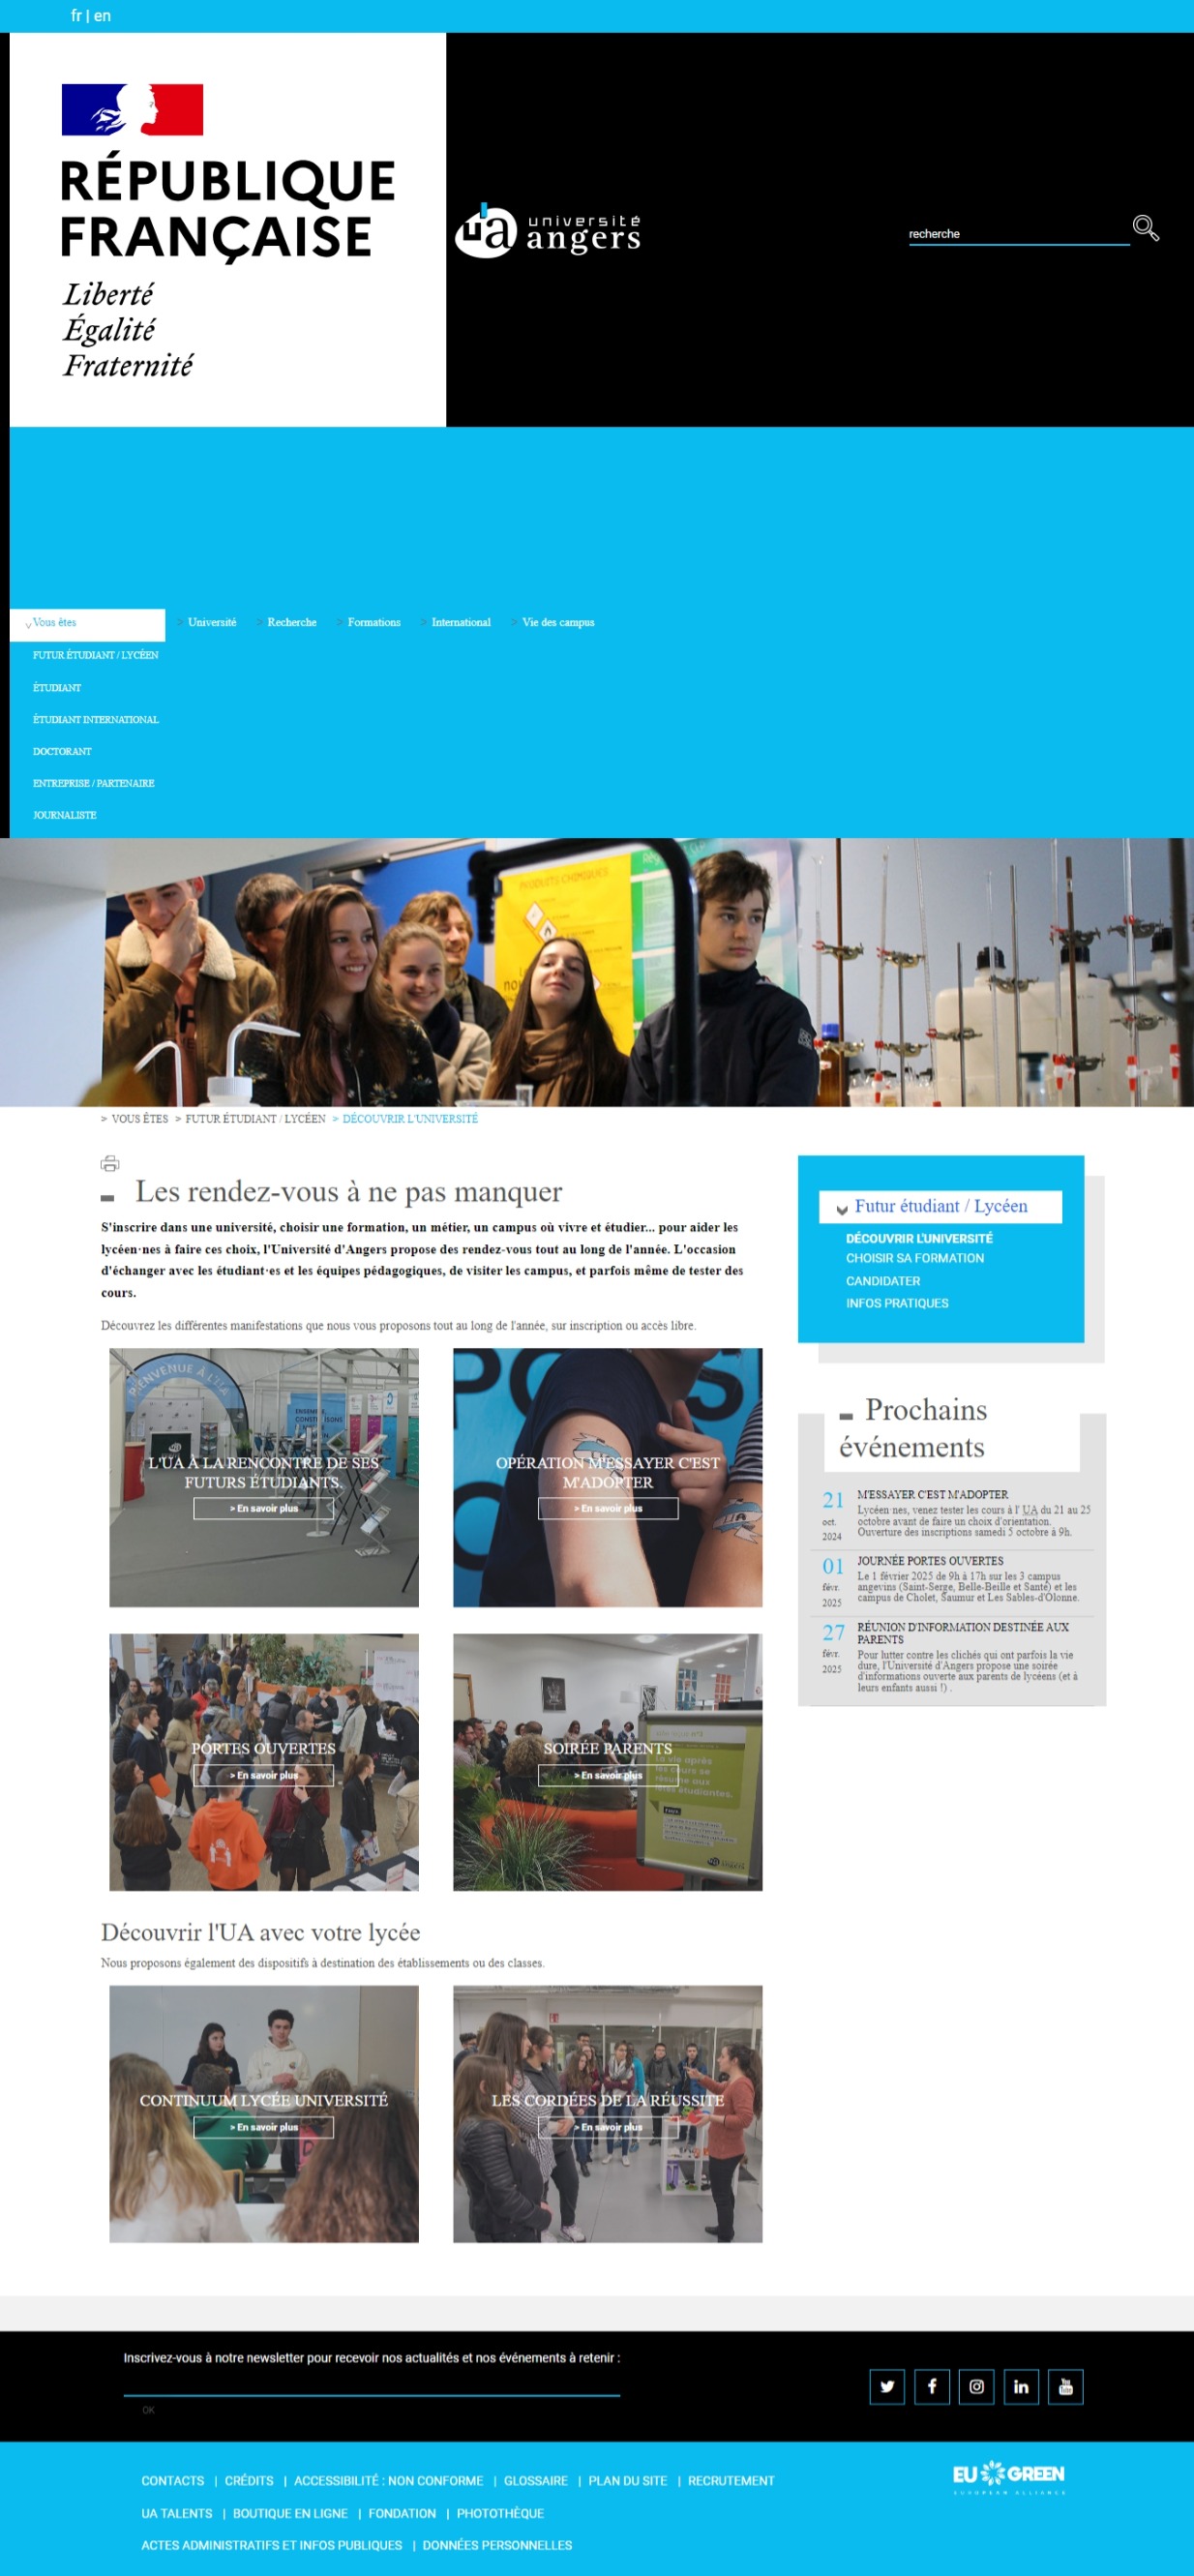 fr | en
RÉPUBLIQUE
FRANÇAISE
Liberté
Égalité
Fraternité
ua université
angers
recherche
Vous êtes
> Université > Recherche > Formations > International > Vie des campus
FUTUR ÉTUDIANT / LYCÉEN
ÉTUDIANT
ÉTUDIANT INTERNATIONAL
DOCTORANT
ENTREPRISE / PARTENAIRE
JOURNALISTE
PRODUITS CHIMIQUES
> VOUS ÊTES > FUTUR ÉTUDIANT / LYCÉEN > DÉCOUVRIR L'UNIVERSITÉ
Les rendez-vous à ne pas manquer
S'inscrire dans une université, choisir une formation, un métier, un campus où vivre et étudier... pour aider les
lycéen·nes à faire ces choix, l'Université d'Angers propose des rendez-vous tout au long de l'année. L'occasion
d'échanger avec les étudiant·es et les équipes pédagogiques, de visiter les campus, et parfois même de tester des
cours.
Découvrez les différentes manifestations que nous vous proposons tout au long de l'année, sur inscription ou accès libre.
BIENVENUE À L'UA
L'UA À LA RENCONTRE DE SES
FUTURS ÉTUDIANTS.
> En savoir plus
OPÉRATION M'ESSAYER C'EST
M'ADOPTER
> En savoir plus
PORTES OUVERTES
> En savoir plus
SOIRÉE PARENTS
> En savoir plus
la vie après
les cours se
résume aux
fêtes étudiantes.
Découvrir l'UA avec votre lycée
Nous proposons également des dispositifs à destination des établissements ou des classes.
CONTINUUM LYCÉE UNIVERSITÉ
> En savoir plus
LES CORDÉES DE LA RÉUSSITE
> En savoir plus
Futur étudiant / Lycéen
DÉCOUVRIR L'UNIVERSITÉ
CHOISIR SA FORMATION
CANDIDATER
INFOS PRATIQUES
Prochains
événements
21
oct.
2024
M'ESSAYER C'EST M'ADOPTER
Lycéen nes, venez tester les cours à l' UA du 21 au 25
octobre avant de faire un choix d'orientation.
Ouverture des inscriptions samedi 5 octobre à 9h.
01
févr.
2025
JOURNÉE PORTES OUVERTES
Le 1 février 2025 de 9h à 17h sur les 3 campus
angevins (Saint-Serge, Belle-Beille et Santé) et les
campus de Cholet, Saumur et Les Sables-d'Olonne.
27
févr.
2025
RÉUNION D'INFORMATION DESTINÉE AUX
PARENTS
Pour lutter contre les clichés qui ont parfois la vie
dure, l'Université d'Angers propose une soirée
d'informations ouverte aux parents de lycéens (et à
leurs enfants aussi !) .
Inscrivez-vous à notre newsletter pour recevoir nos actualités et nos événements à retenir :
OK
CONTACTS | CRÉDITS | ACCESSIBILITÉ : NON CONFORME | GLOSSAIRE | PLAN DU SITE | RECRUTEMENT
UA TALENTS | BOUTIQUE EN LIGNE | FONDATION | PHOTOTHÈQUE
ACTES ADMINISTRATIFS ET INFOS PUBLIQUES | DONNÉES PERSONNELLES
EU GREEN
EUROPEAN ALLIANCE